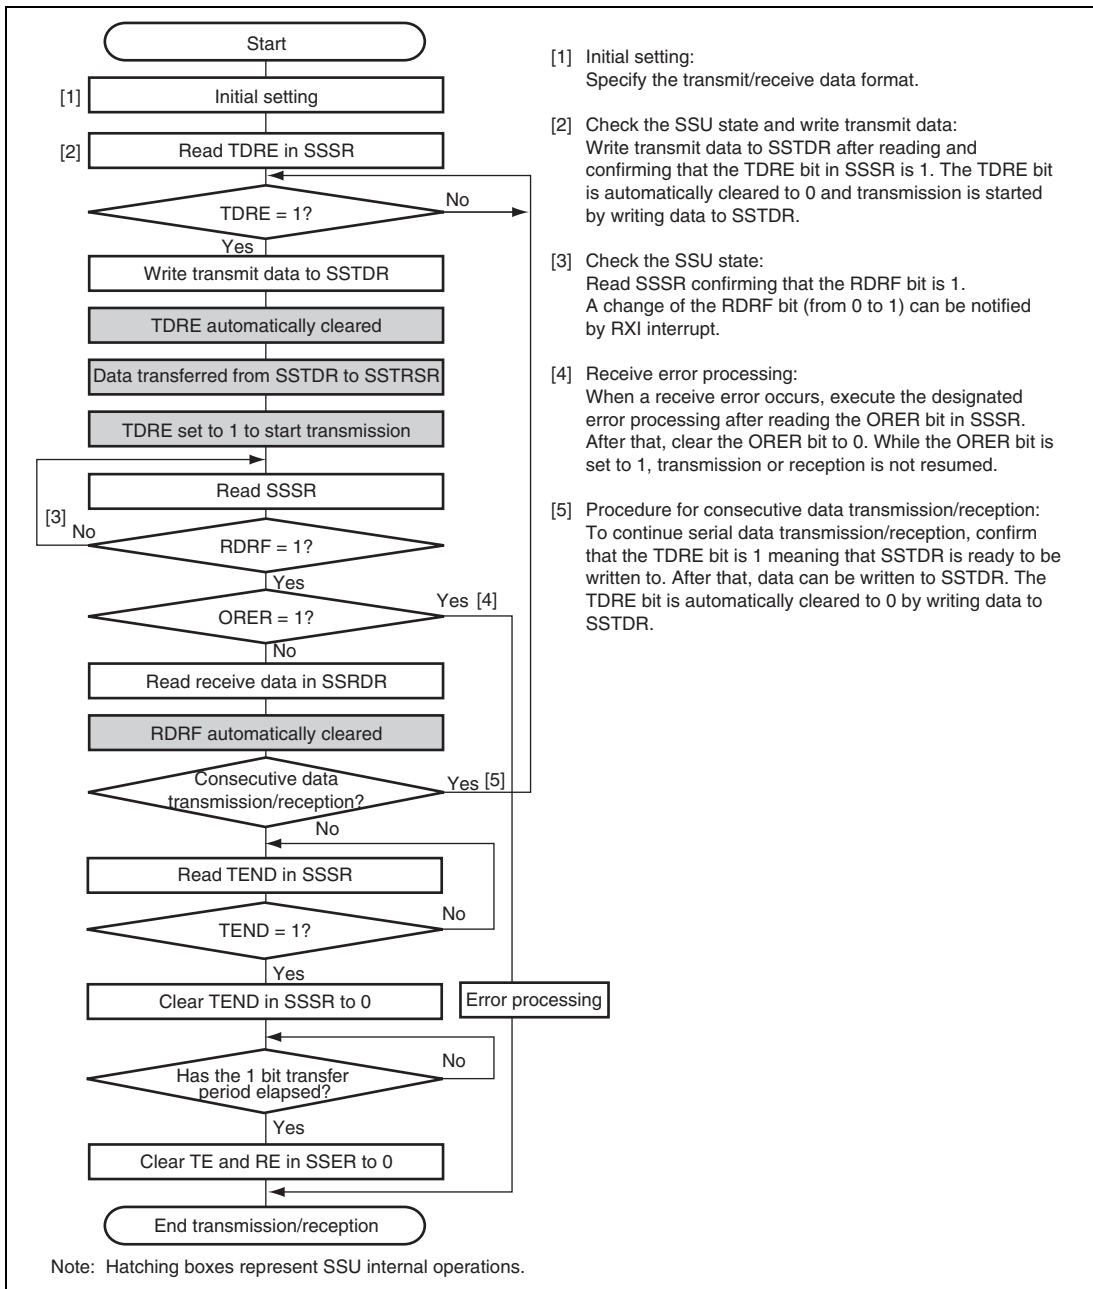 Start
[1] Initial setting
[2] Read TDRE in SSSR
TDRE = 1?
No
Yes
Write transmit data to SSTDR
TDRE automatically cleared
Data transferred from SSTDR to SSTRSR
TDRE set to 1 to start transmission
Read SSSR
[3]
No
RDRF = 1?
Yes
ORER = 1?
Yes [4]
No
Read receive data in SSRDR
RDRF automatically cleared
Consecutive data
transmission/reception?
Yes [5]
No
Read TEND in SSSR
TEND = 1?
No
Yes
Clear TEND in SSSR to 0
Error processing
Has the 1 bit transfer
period elapsed?
No
Yes
Clear TE and RE in SSER to 0
End transmission/reception
[1] Initial setting:
Specify the transmit/receive data format.
[2] Check the SSU state and write transmit data:
Write transmit data to SSTDR after reading and
confirming that the TDRE bit in SSSR is 1. The TDRE bit
is automatically cleared to 0 and transmission is started
by writing data to SSTDR.
[3] Check the SSU state:
Read SSSR confirming that the RDRF bit is 1.
A change of the RDRF bit (from 0 to 1) can be notified
by RXI interrupt.
[4] Receive error processing:
When a receive error occurs, execute the designated
error processing after reading the ORER bit in SSSR.
After that, clear the ORER bit to 0. While the ORER bit is
set to 1, transmission or reception is not resumed.
[5] Procedure for consecutive data transmission/reception:
To continue serial data transmission/reception, confirm
that the TDRE bit is 1 meaning that SSTDR is ready to be
written to. After that, data can be written to SSTDR. The
TDRE bit is automatically cleared to 0 by writing data to
SSTDR.
Note: Hatching boxes represent SSU internal operations.